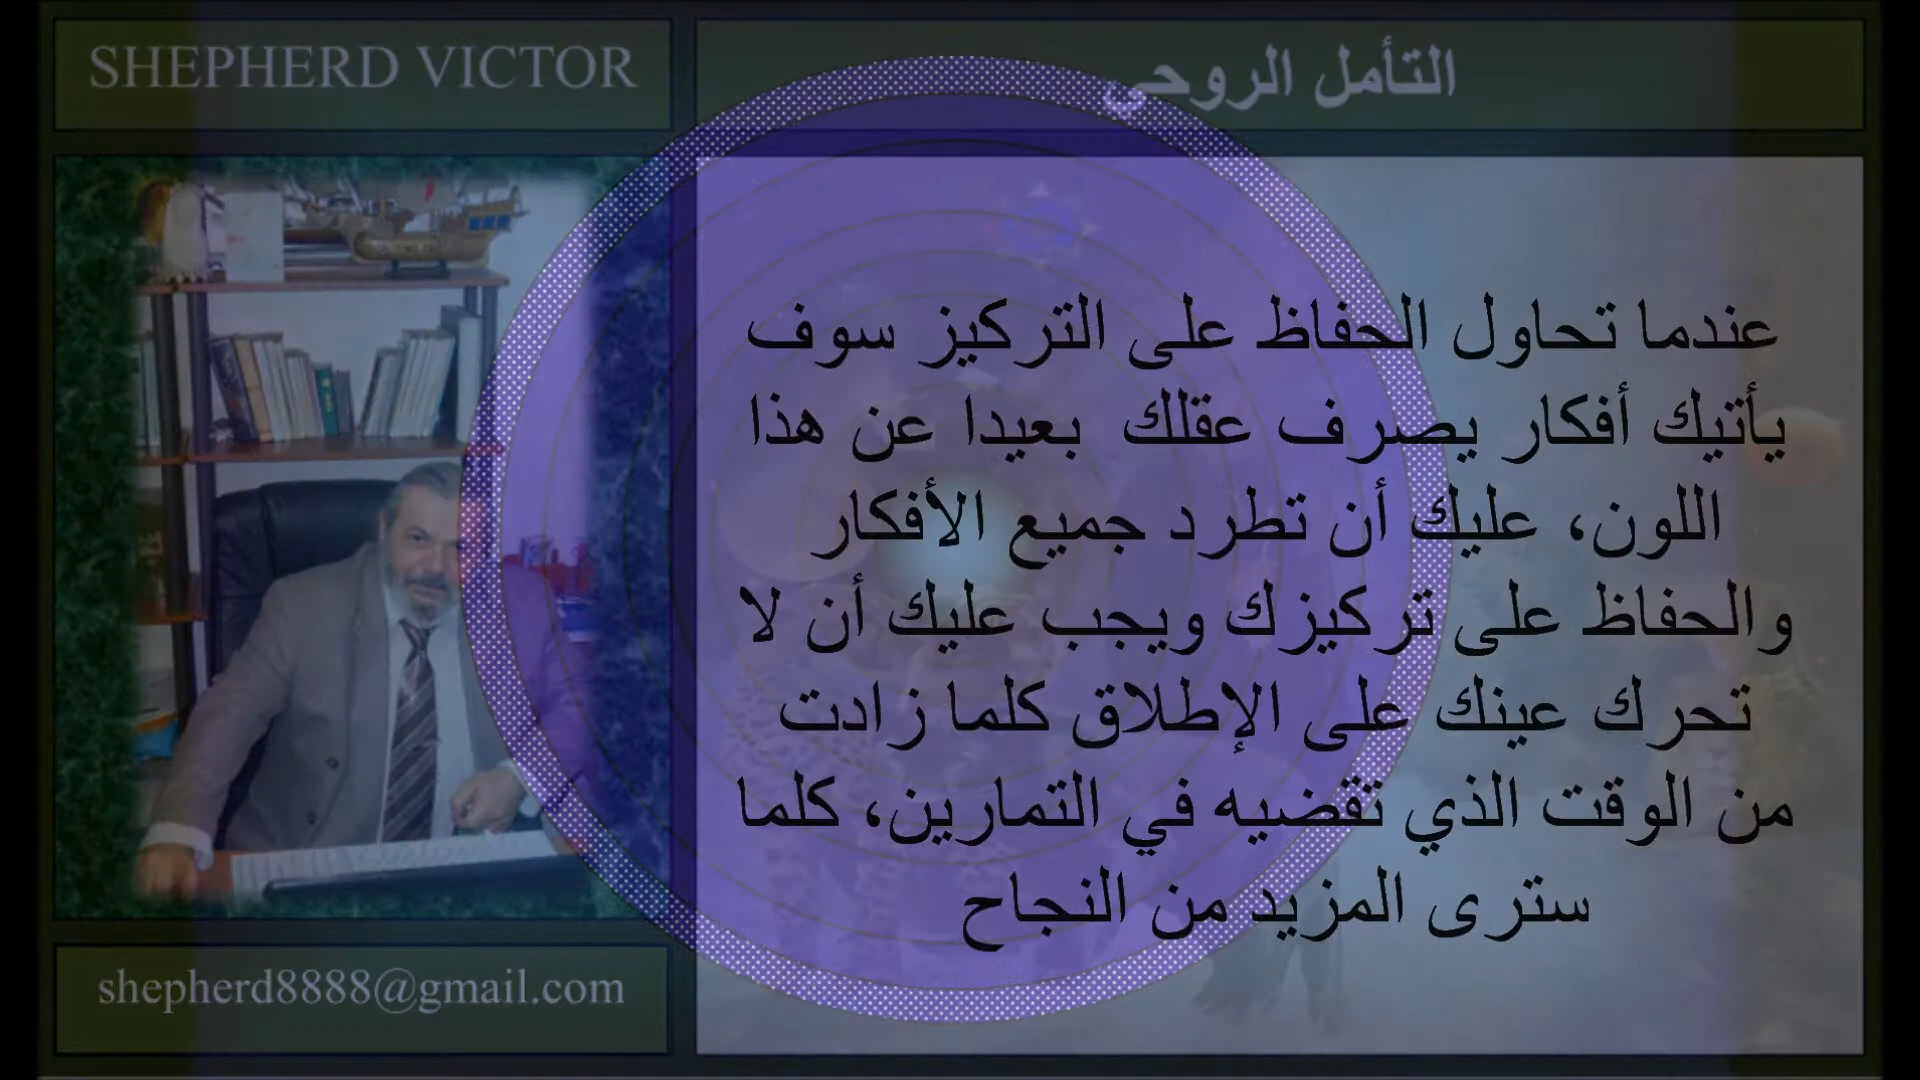 SHEPHERD VICTOR
التأمل الروحي
عندما تحاول الحفاظ على التركيز سوف
يأتيك أفكار يصرف عقلك بعيدا عن هذا
اللون، عليك أن تطرد جميع الأفكار
والحفاظ على تركيزك ويجب عليك أن لا
تحرك عينك على الإطلاق كلما زادت
من الوقت الذي تقضيه في التمارين، كلما
سترى المزيد من النجاح
shepherd8888@gmail.com